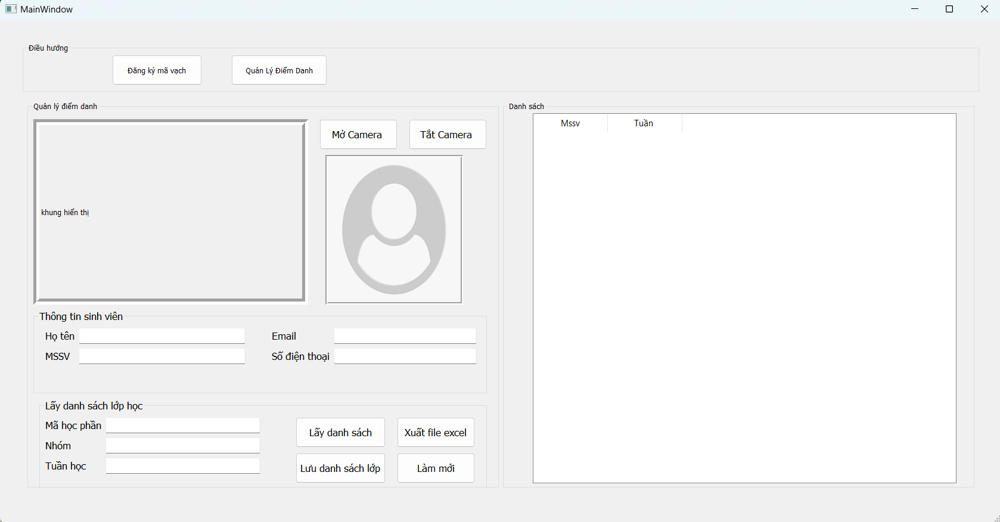 MainWindow
Điều hướng
Đăng ký mã vạch
Quản Lý Điểm Danh
Quản lý điểm danh
khung hiển thị
Mở Camera
Tắt Camera
Thông tin sinh viên
Họ tên
Email
MSSV
Số điện thoại
Lấy danh sách lớp học
Mã học phần
Nhóm
Tuần học
Lấy danh sách
Xuất file excel
Lưu danh sách lớp
Làm mới
Danh sách
Mssv
Tuần